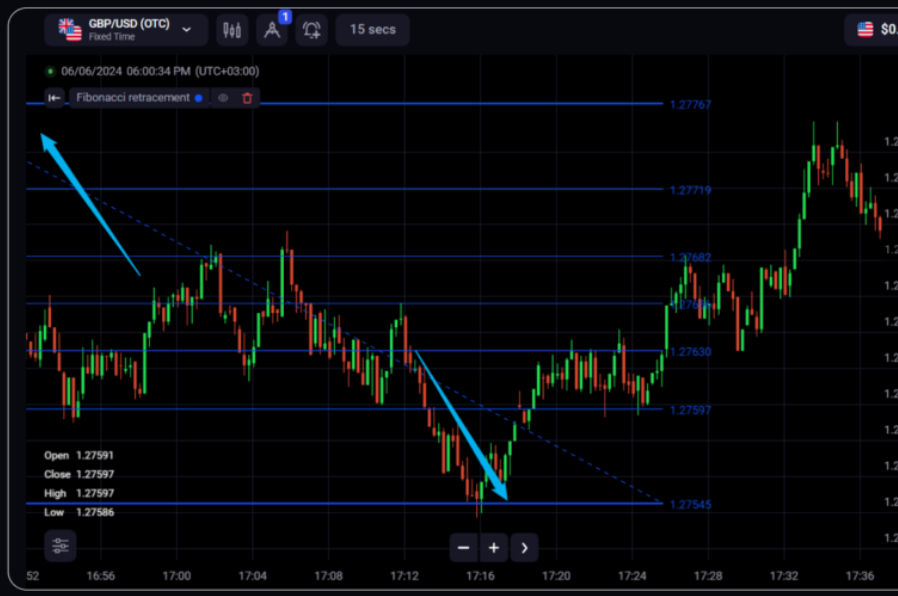 GBP/USD (OTC)
Fixed Time
1
15 secs
$0.
06/06/2024 06:00:34 PM (UTC+03:00)
Fibonacci retracement
1.27767
1.27719
1.27682
1.27630
1.27597
1.27545
Open 1.27591
Close 1.27597
High 1.27597
Low 1.27586
52 16:56 17:00 17:04 17:08 17:12 17:16 17:20 17:24 17:28 17:32 17:36